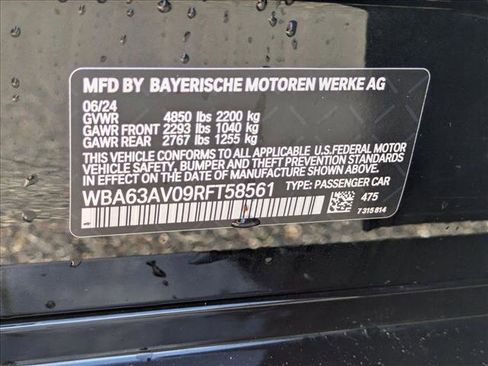 MFD BY BAYERISCHE MOTOREN WERKE AG
06/24
GVWR 4850 lbs 2200 kg
GAWR FRONT 2293 lbs 1040 kg
GAWR REAR 2767 lbs 1255 kg
THIS VEHICLE CONFORMS TO ALL APPLICABLE U.S.FEDERAL MOTOR
VEHICLE SAFETY, BUMPER AND THEFT PREVENTION STANDARDS
IN EFFECT ON THE DATE OF MANUFACTURE SHOWN ABOVE.
WBA63AV09RFT58561 TYPE: PASSENGER CAR
475
7 315 814